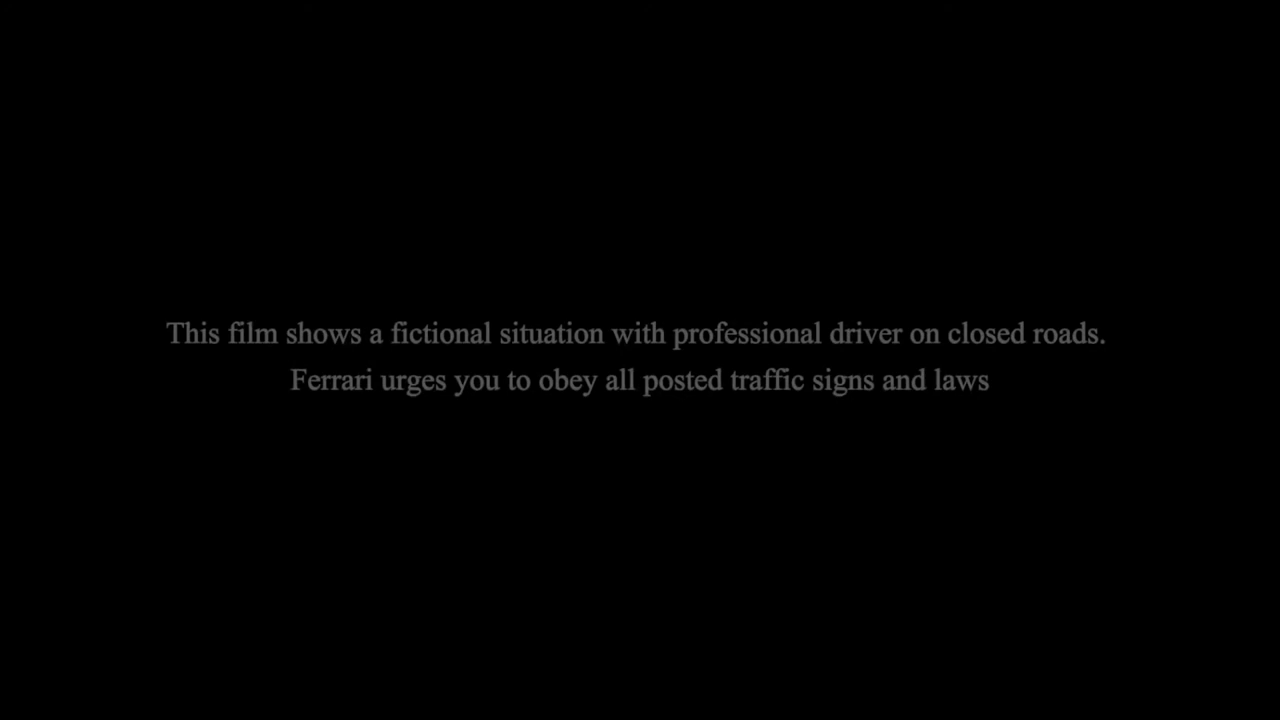 This film shows a fictional situation with professional driver on closed roads.
Ferrari urges you to obey all posted traffic signs and laws